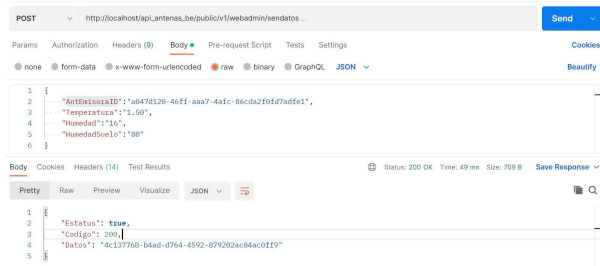 POST http://localhost/api_antenas_be/public/v1/webadmin/sendatos ... Send
Params Authorization Headers (9) Body Pre-request Script Tests Settings Cookies
none form-data x-www-form-urlencoded raw binary GraphQL JSON Beautify
1 {
2 "AntEmisoraID":"a047d120-46ff-aaa7-4afc-86cda2f0fd7adfe1",
3 "Temperatura":"1.50",
4 "Humedad":"16",
5 "HumedadSuelo":"80"
6 }
Body Cookies Headers (14) Test Results Status: 200 OK Time: 49 ms Size: 709 B Save Response
Pretty Raw Preview Visualize JSON
1 {
2 "Estatus": true,
3 "Codigo": 200,
4 "Datos": "4c137760-b4ad-d764-4592-879202ac84ac0ff9"
5 }